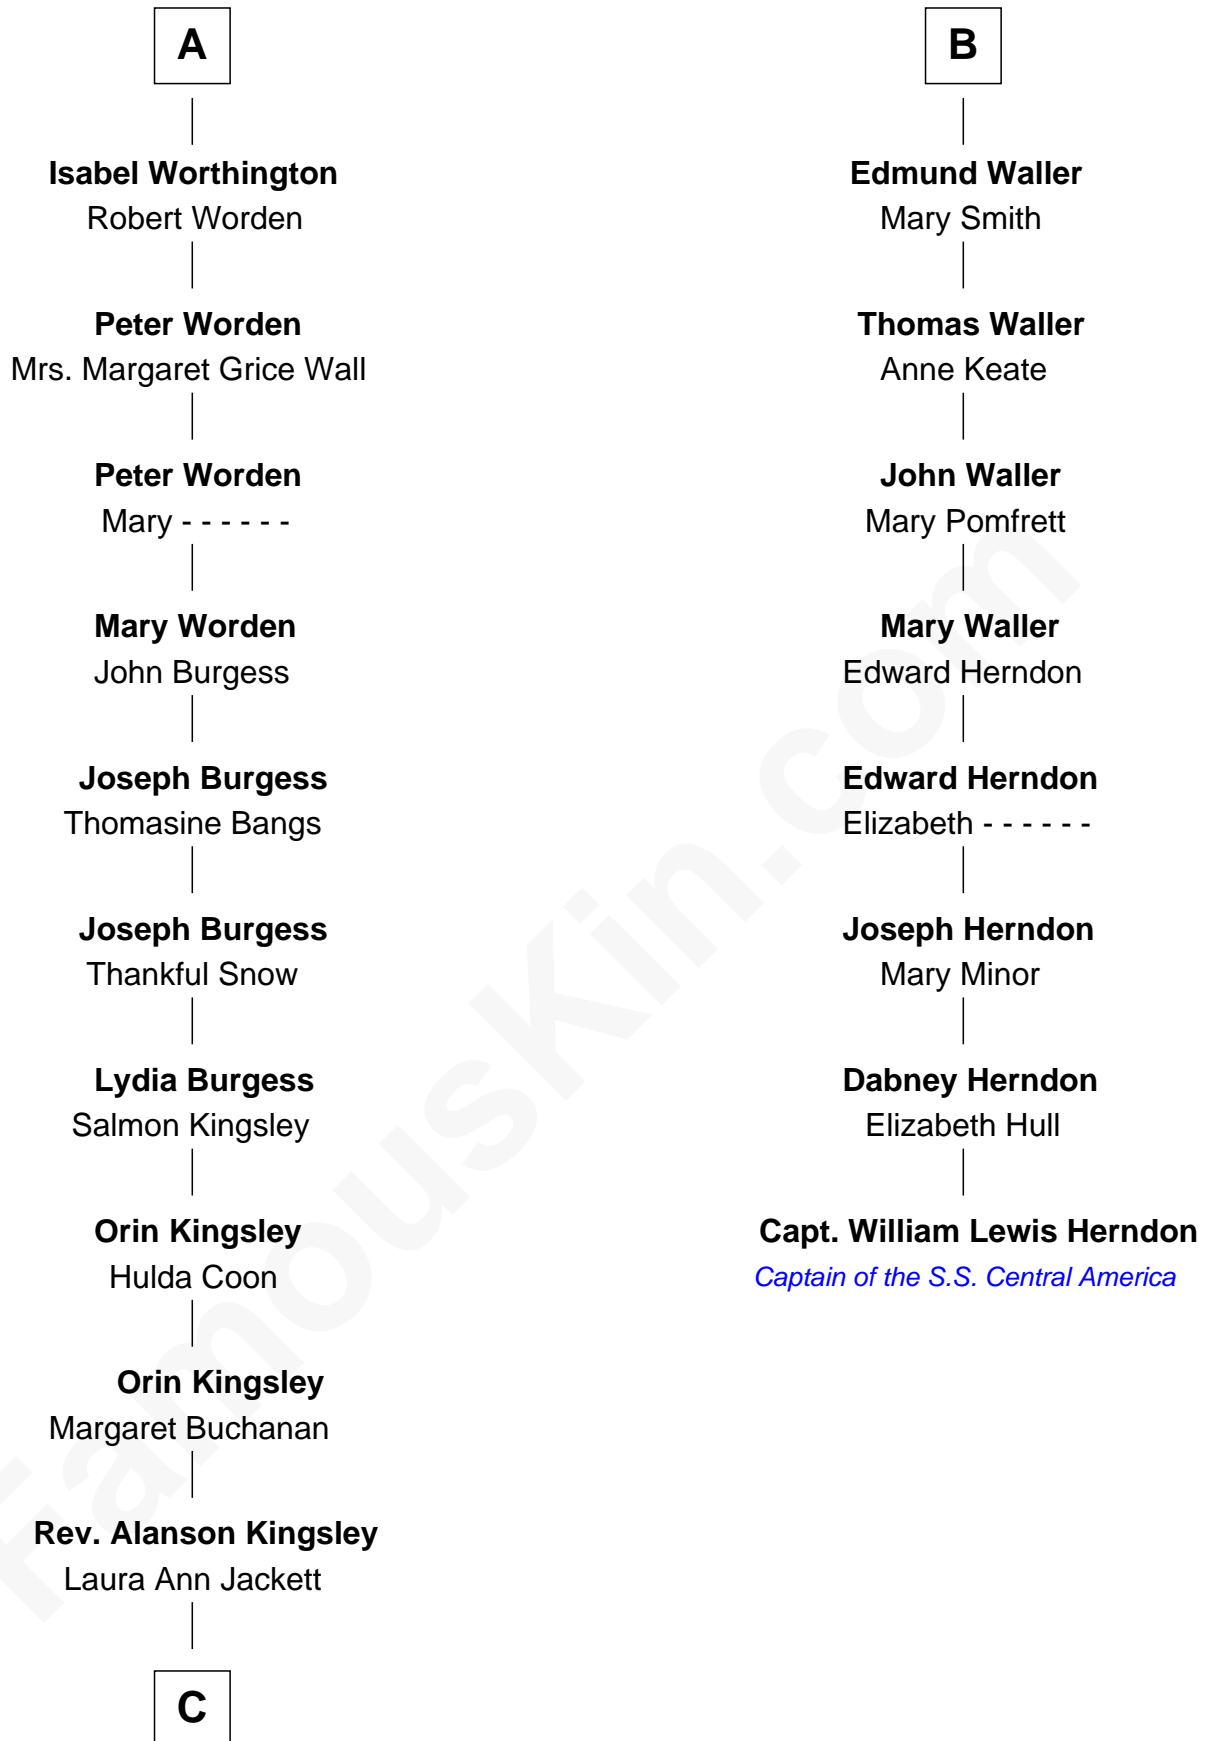 A
Isabel Worthington
Robert Worden
Peter Worden
Mrs. Margaret Grice Wall
Peter Worden
Mary - - - - - -
Mary Worden
John Burgess
Joseph Burgess
Thomasine Bangs
Joseph Burgess
Thankful Snow
Lydia Burgess
Salmon Kingsley
Orin Kingsley
Hulda Coon
Orin Kingsley
Margaret Buchanan
Rev. Alanson Kingsley
Laura Ann Jackett
C
B
Edmund Waller
Mary Smith
Thomas Waller
Anne Keate
John Waller
Mary Pomfrett
Mary Waller
Edward Herndon
Edward Herndon
Elizabeth - - - - - -
Joseph Herndon
Mary Minor
Dabney Herndon
Elizabeth Hull
Capt. William Lewis Herndon
Captain of the S.S. Central America
FamousKin.com